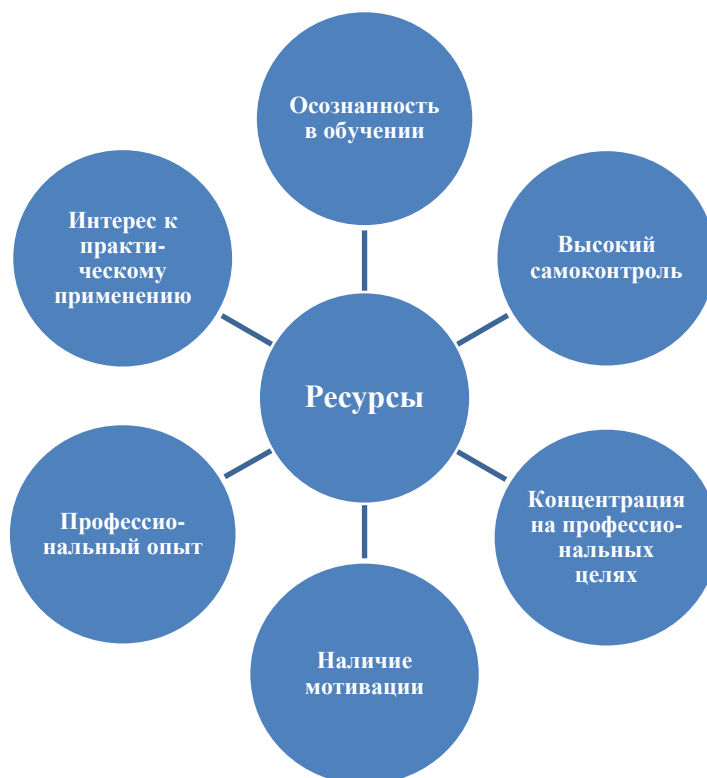 Осознанность
в обучении
Интерес к
практи-
ческому
применению
Высокий
самоконтроль
Ресурсы
Профессио-
нальный опыт
Концентрация
на профессио-
нальных
целях
Наличие
мотивации